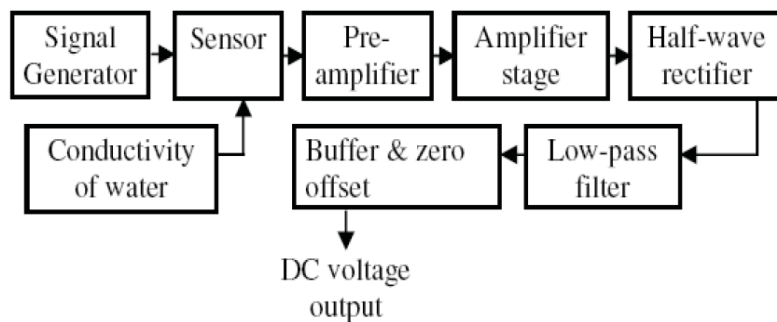 Signal
Generator
Sensor
Pre-
amplifier
Amplifier
stage
Half-wave
rectifier
Conductivity
of water
Buffer & zero
offset
Low-pass
filter
DC voltage
output